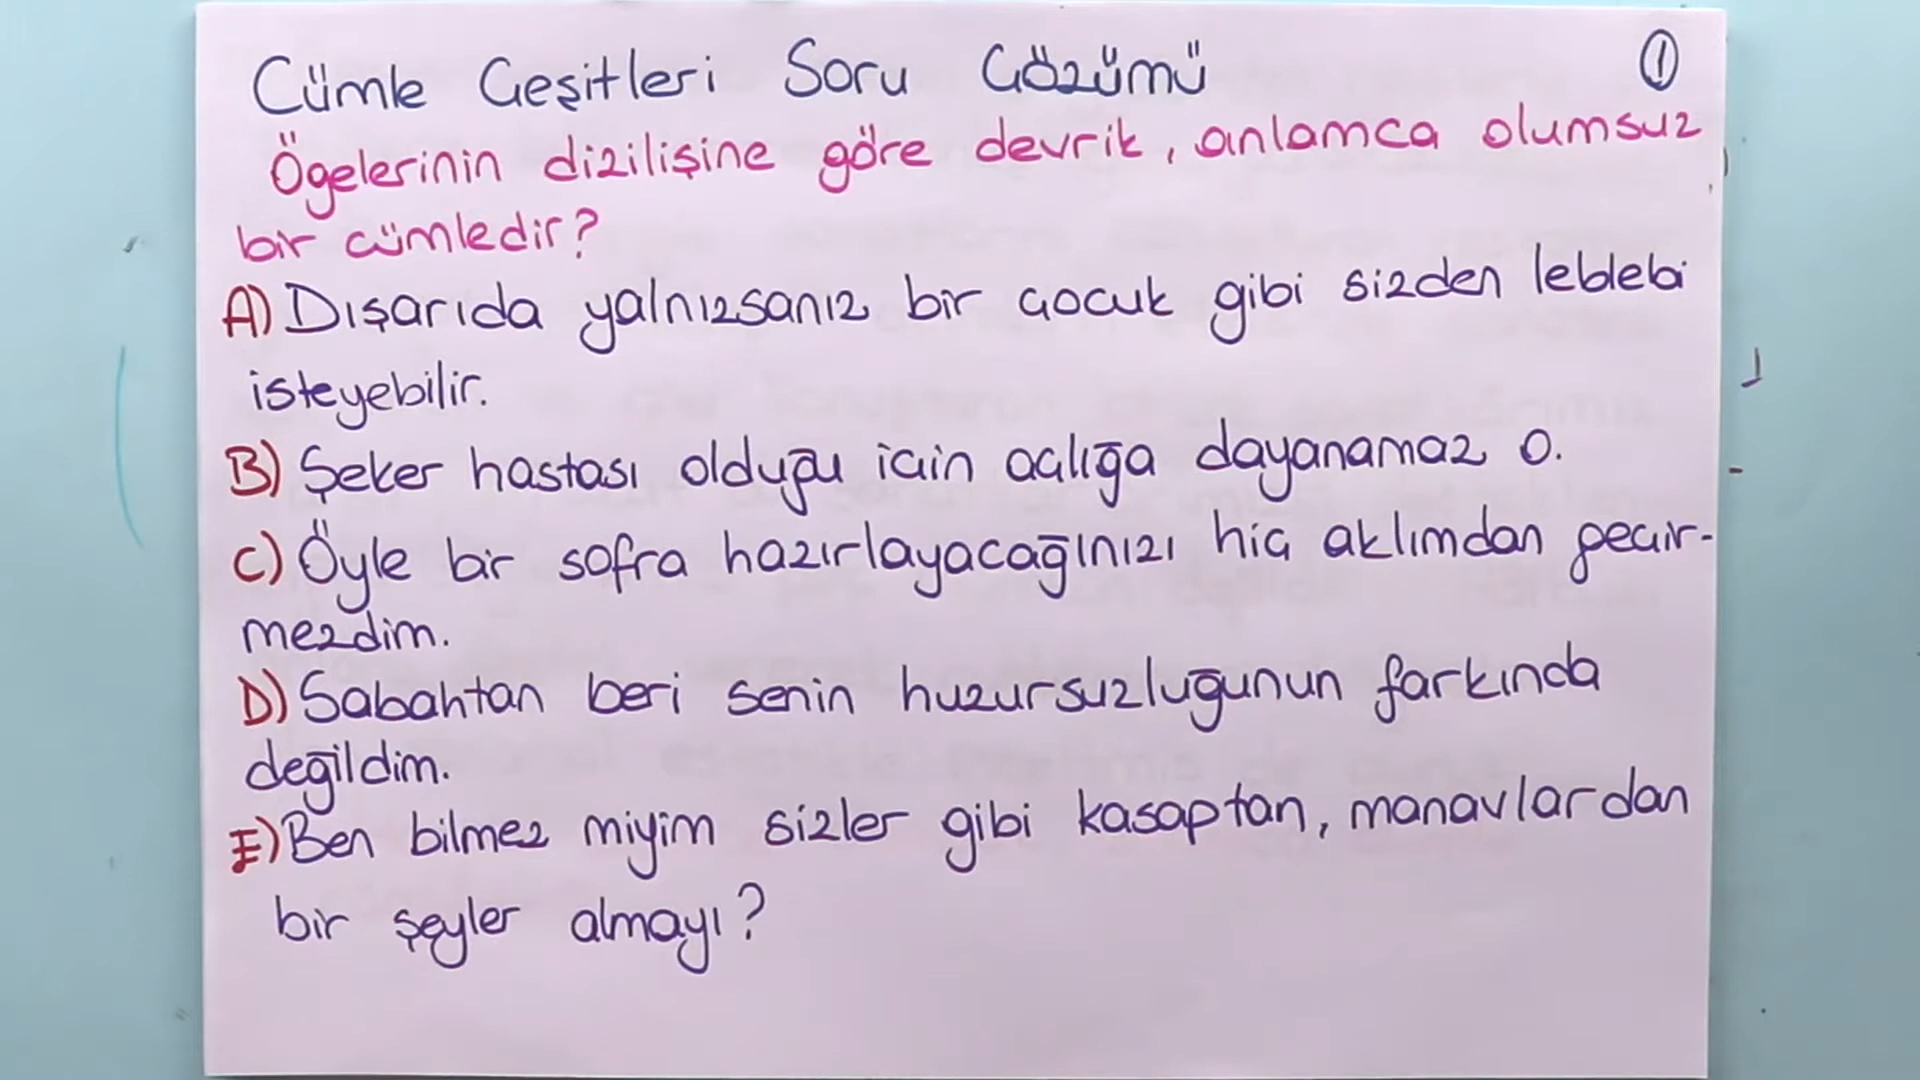 Cümle Çeşitleri Soru Çözümü ①
Ögelerinin dizilişine göre devrik, anlamca olumsuz
bir cümledir?
A) Dışarıda yalnızsanız bir çocuk gibi sizden leblebi
isteyebilir.
B) Şeker hastası olduğu için açlığa dayanamaz o.
C) Öyle bir sofra hazırlayacağınızı hiç aklımdan geçir-
mezdim.
D) Sabahtan beri senin huzursuzluğunun farkında
değildim.
E) Ben bilmez miyim sizler gibi kasaptan, manavlardan
bir şeyler almayı?